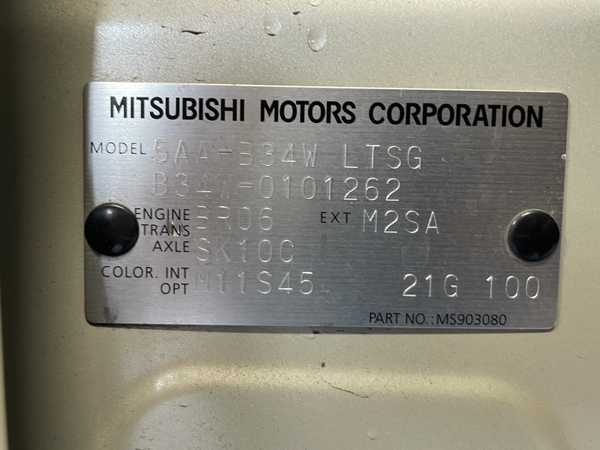 MITSUBISHI MOTORS CORPORATION
MODEL 5AA-B34W LTSG
B34W-0101262
ENGINE BR06 EXT M2SA
TRANS
AXLE SK10C
COLOR. INT
OPT M11S45 21G 100
PART NO.: MS903080